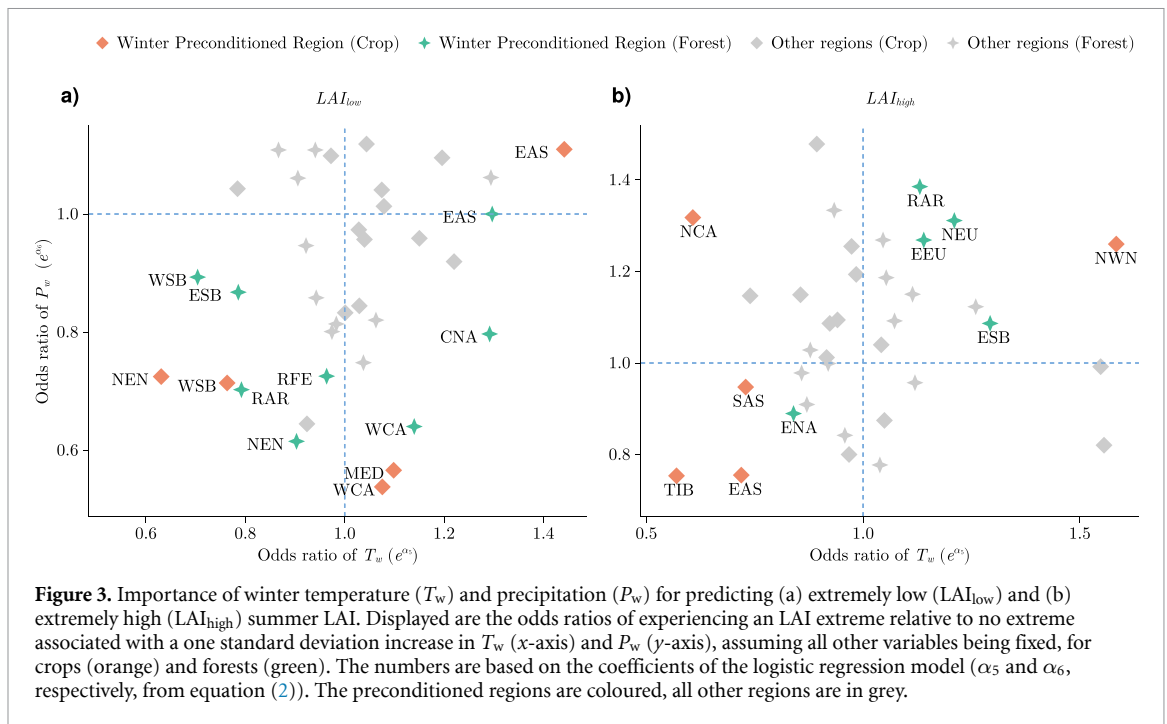 Winter Preconditioned Region (Crop) Winter Preconditioned Region (Forest) Other regions (Crop) Other regions (Forest)
a)
LAI_low
1.0
0.8
0.6
Odds ratio of P_w (e^α₆)
EAS
EAS
WSB
ESB
CNA
NEN
WSB
RFE
RAR
NEN
WCA
MED
WCA
0.6 0.8 1.0 1.2 1.4
Odds ratio of T_w (e^α₅)
b)
LAI_high
1.4
1.2
1.0
0.8
RAR
NCA
NEU
EEU
NWN
ESB
SAS
ENA
TIB
EAS
0.5 1.0 1.5
Odds ratio of T_w (e^α₅)
Figure 3. Importance of winter temperature (T_w) and precipitation (P_w) for predicting (a) extremely low (LAI_low) and (b)
extremely high (LAI_high) summer LAI. Displayed are the odds ratios of experiencing an LAI extreme relative to no extreme
associated with a one standard deviation increase in T_w (x-axis) and P_w (y-axis), assuming all other variables being fixed, for
crops (orange) and forests (green). The numbers are based on the coefficients of the logistic regression model (α₅ and α₆,
respectively, from equation (2)). The preconditioned regions are coloured, all other regions are in grey.